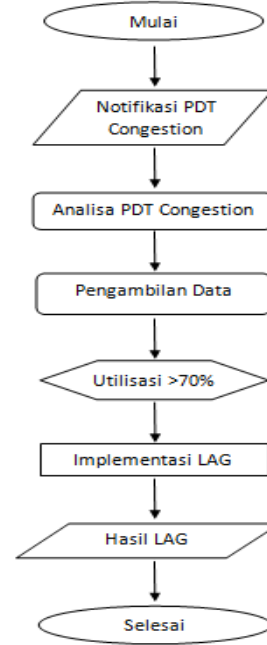 Mulai
Notifikasi PDT
Congestion
Analisa PDT Congestion
Pengambilan Data
Utilisasi >70%
Implementasi LAG
Hasil LAG
Selesai